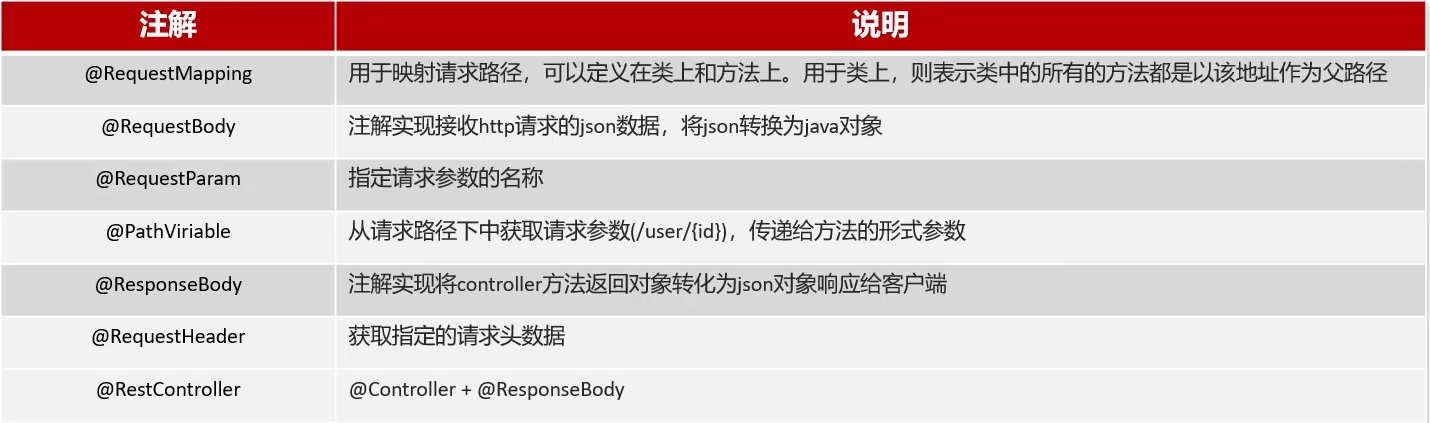 注解 说明
@RequestMapping 用于映射请求路径，可以定义在类上和方法上。用于类上，则表示类中的所有的方法都是以该地址作为父路径
@RequestBody 注解实现接收http请求的json数据，将json转换为java对象
@RequestParam 指定请求参数的名称
@PathViriable 从请求路径下中获取请求参数(/user/{id})，传递给方法的形式参数
@ResponseBody 注解实现将controller方法返回对象转化为json对象响应给客户端
@RequestHeader 获取指定的请求头数据
@RestController @Controller + @ResponseBody